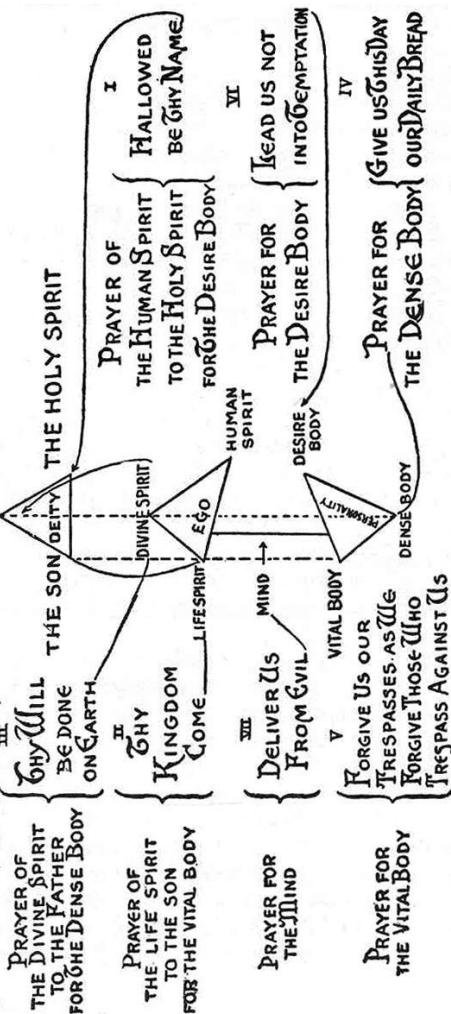 PRAYER OF
THE DIVINE SPIRIT
TO THE FATHER
FOR THE DENSE BODY
III
THY WILL
BE DONE
ON EARTH
PRAYER OF
THE LIFE SPIRIT
TO THE SON
FOR THE VITAL BODY
II
THY
KINGDOM
COME
PRAYER FOR
THE MIND
VII
DELIVER US
FROM EVIL
PRAYER FOR
THE VITAL BODY
V
FORGIVE US OUR
TRESPASSES AS WE
FORGIVE THOSE WHO
TRESPASS AGAINST US
THE SON
DEITY
THE HOLY SPIRIT
DIVINE SPIRIT
LIFE SPIRIT
EGO
HUMAN
SPIRIT
MIND
VITAL BODY
DESIRE
BODY
PERSONALITY
DENSE BODY
PRAYER OF
THE HUMAN SPIRIT
TO THE HOLY SPIRIT
FOR THE DESIRE BODY
I
HALLOWED
BE THY NAME
PRAYER FOR
THE DESIRE BODY
VI
LEAD US NOT
INTO TEMPTATION
PRAYER FOR
THE DENSE BODY
IV
GIVE US THIS DAY
OUR DAILY BREAD